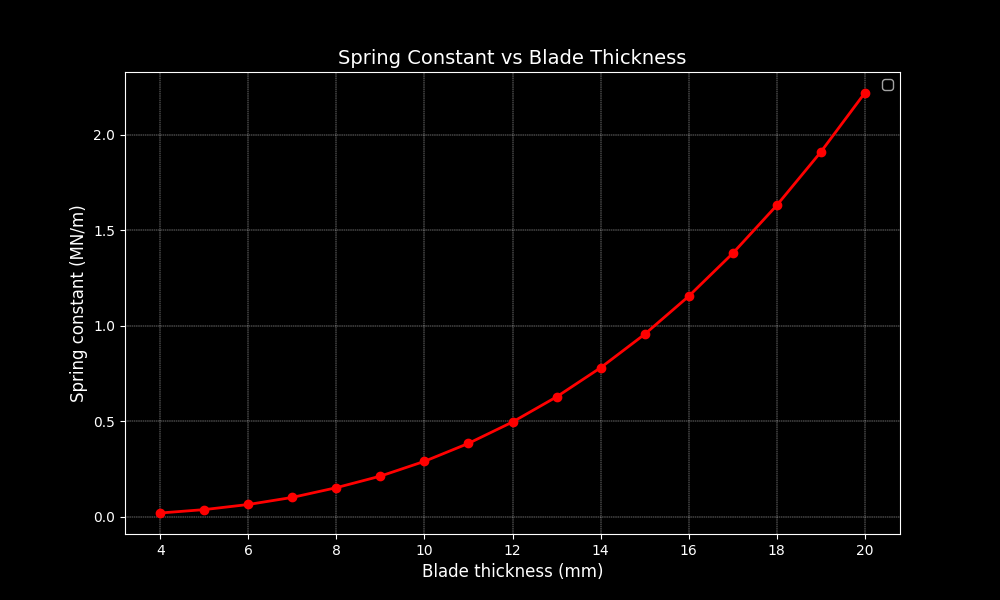 Spring Constant vs Blade Thickness
Spring constant (MN/m)
2.0
1.5
1.0
0.5
0.0
4 6 8 10 12 14 16 18 20
Blade thickness (mm)